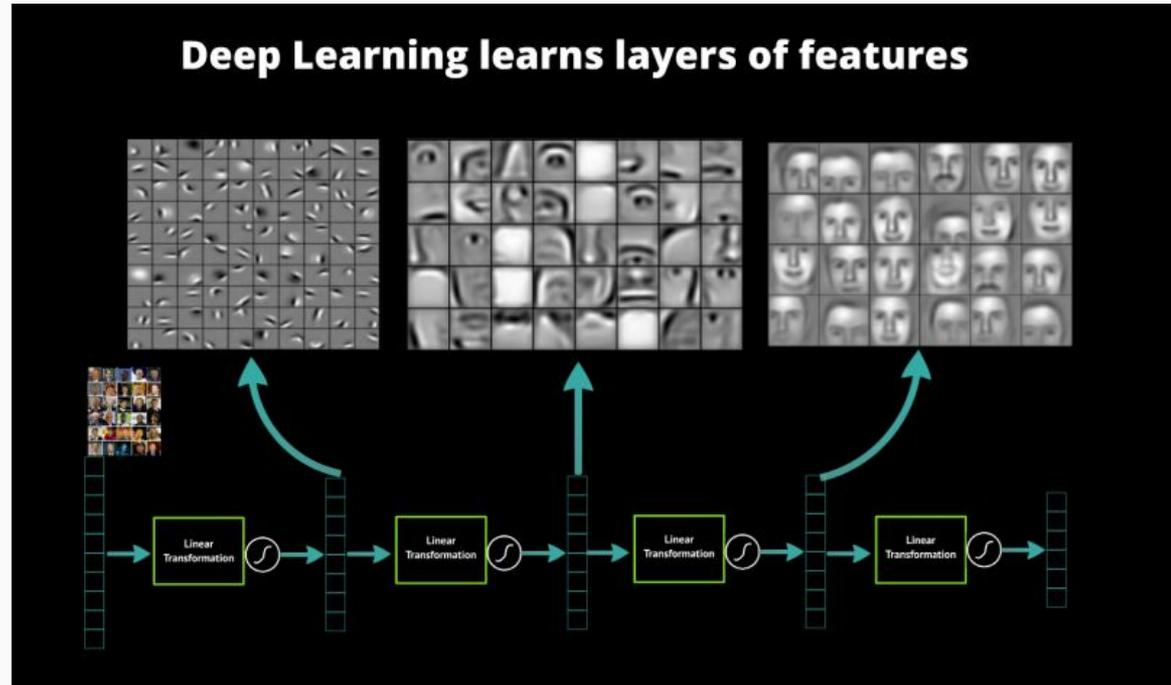 Deep Learning learns layers of features
Linear
Transformation
Linear
Transformation
Linear
Transformation
Linear
Transformation